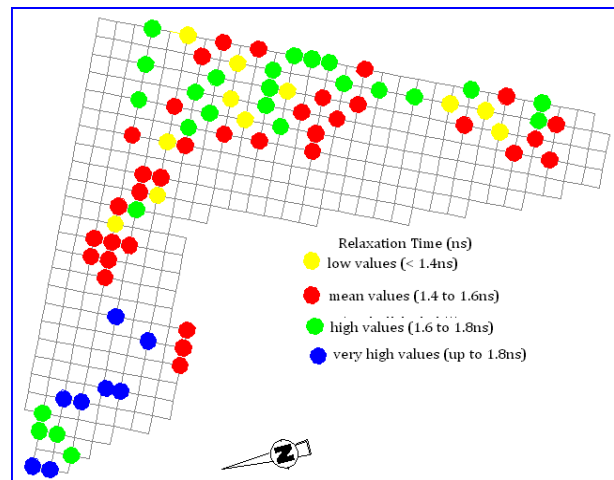 Relaxation Time (ns)
low values (< 1.4ns)
mean values (1.4 to 1.6ns)
high values (1.6 to 1.8ns)
very high values (up to 1.8ns)
N